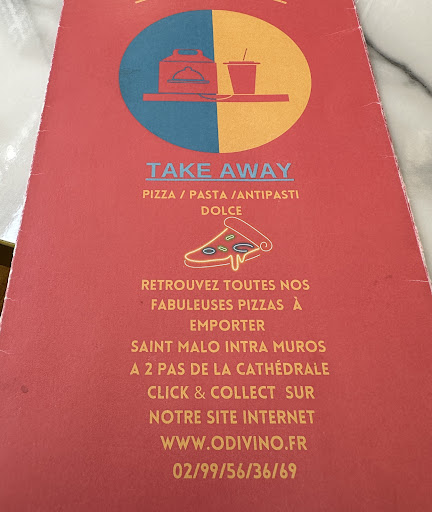 TAKE AWAY
PIZZA / PASTA /ANTIPASTI
DOLCE
RETROUVEZ TOUTES NOS
FABULEUSES PIZZAS À
EMPORTER
SAINT MALO INTRA MUROS
A 2 PAS DE LA CATHÉDRALE
CLICK & COLLECT SUR
NOTRE SITE INTERNET
WWW.ODIVINO.FR
02/99/56/36/69